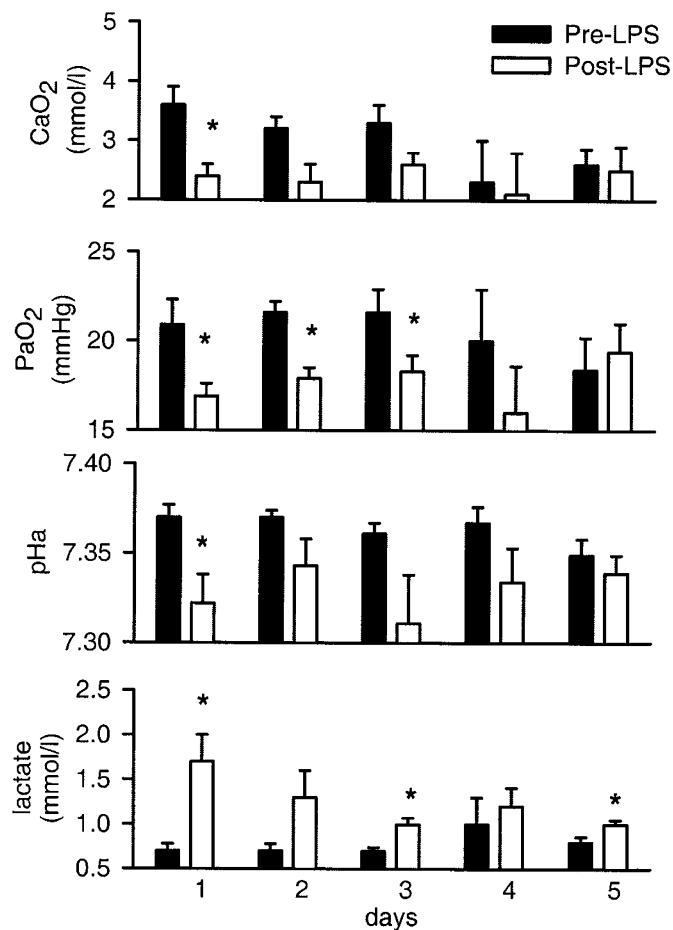 Pre-LPS
Post-LPS
CaO2
(mmol/l)
5
4
3
2
*
PaO2
(mmHg)
25
20
15
* * *
pHa
7.40
7.35
7.30
*
lactate
(mmol/l)
2.5
2.0
1.5
1.0
0.5
* * *
1 2 3 4 5
days